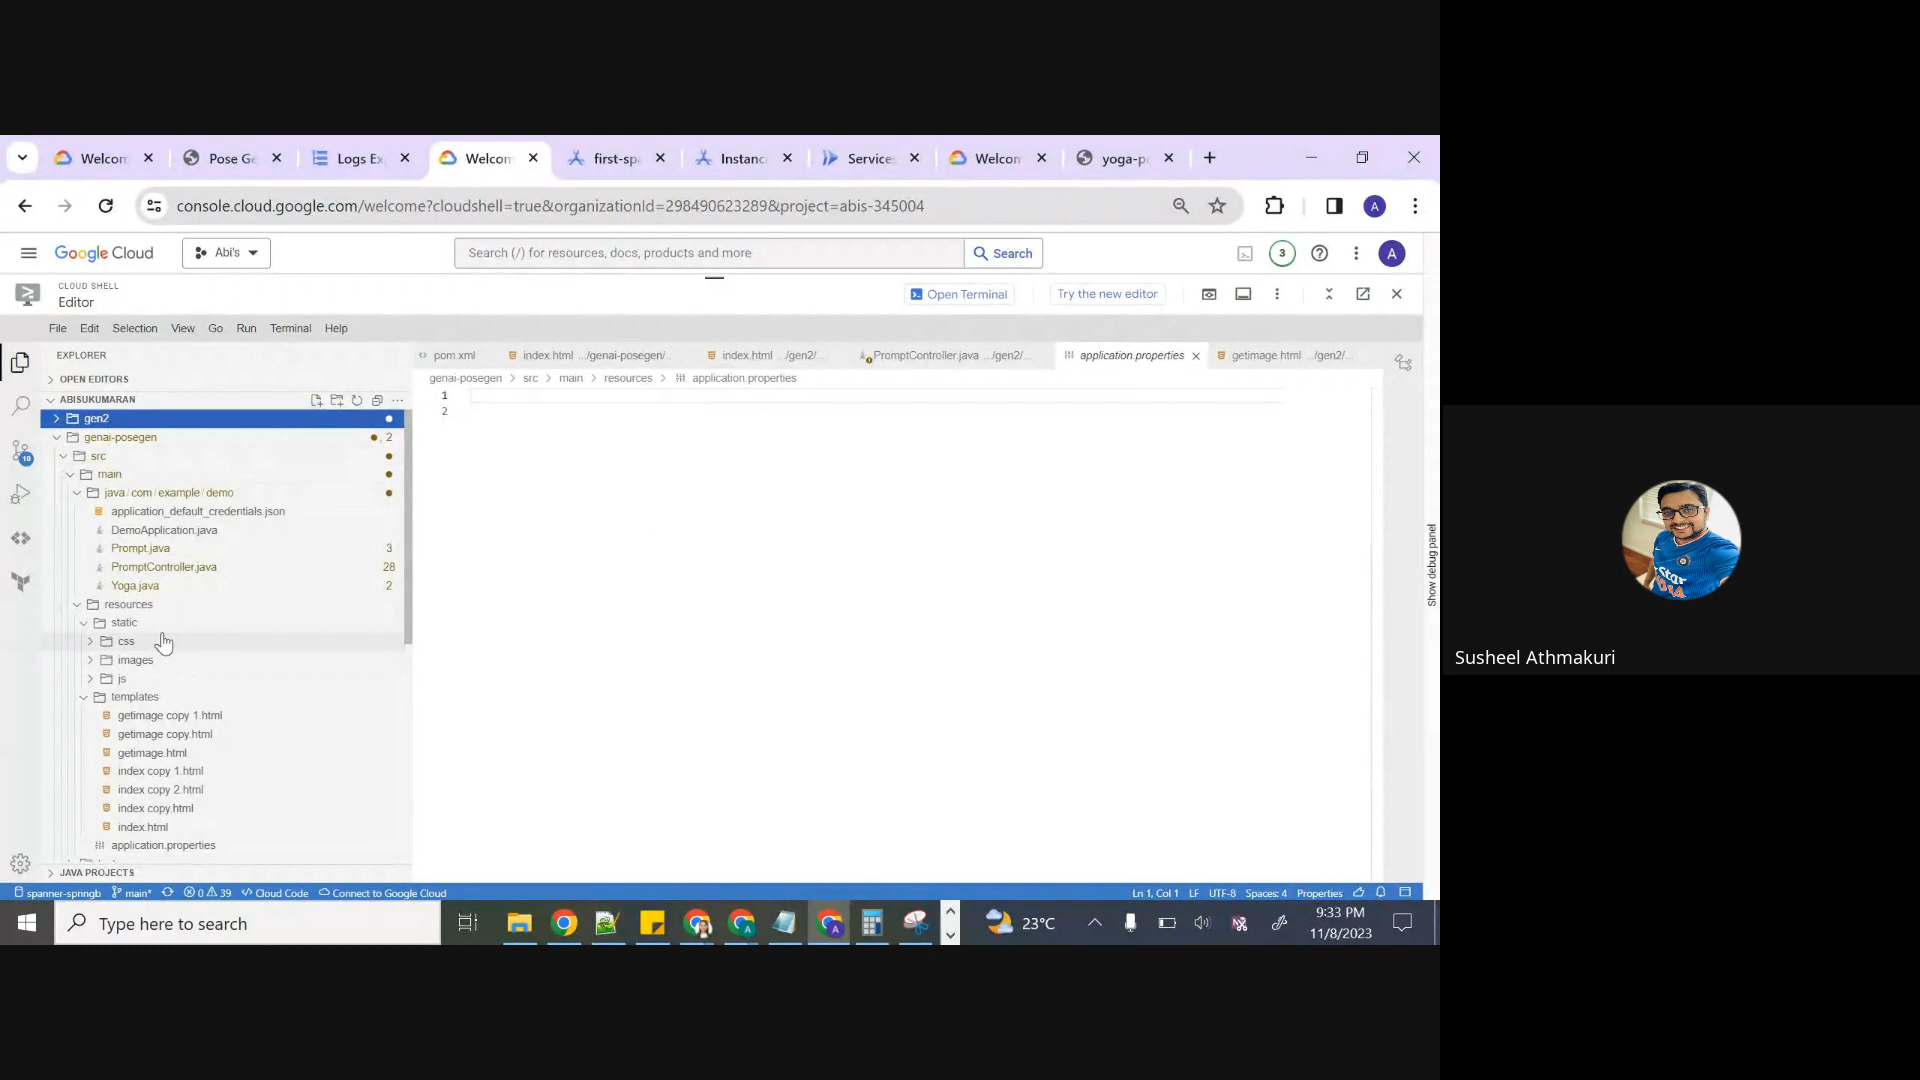 Welcom
Pose Ge
Logs Ex
Welcom
first-sp
Instanc
Services
Welcom
yoga-p
console.cloud.google.com/welcome?cloudshell=true&organizationId=298490623289&project=abis-345004
A
Google Cloud
Abi's
Search (/) for resources, docs, products and more
Search
3
A
CLOUD SHELL
Editor
Open Terminal
Try the new editor
File Edit Selection View Go Run Terminal Help
EXPLORER
pom.xml
index.html .../genai-posegen/...
index.html .../gen2/...
PromptController.java .../gen2/...
application.properties
getimage.html .../gen2/...
OPEN EDITORS
genai-posegen > src > main > resources > application.properties
ABISUKUMARAN
1
2
gen2
genai-posegen
, 2
src
10
main
java / com / example / demo
application_default_credentials.json
DemoApplication.java
Prompt.java 3
PromptController.java 28
Yoga.java 2
resources
static
css
images
js
templates
getimage copy 1.html
getimage copy.html
getimage.html
index copy 1.html
index copy 2.html
index copy.html
index.html
application.properties
JAVA PROJECTS
Show debug panel
spanner-springb main* 0 39 Cloud Code Connect to Google Cloud
Ln 1, Col 1 LF UTF-8 Spaces: 4 Properties
Type here to search
23°C
9:33 PM
11/8/2023
Susheel Athmakuri
Star
INDIA